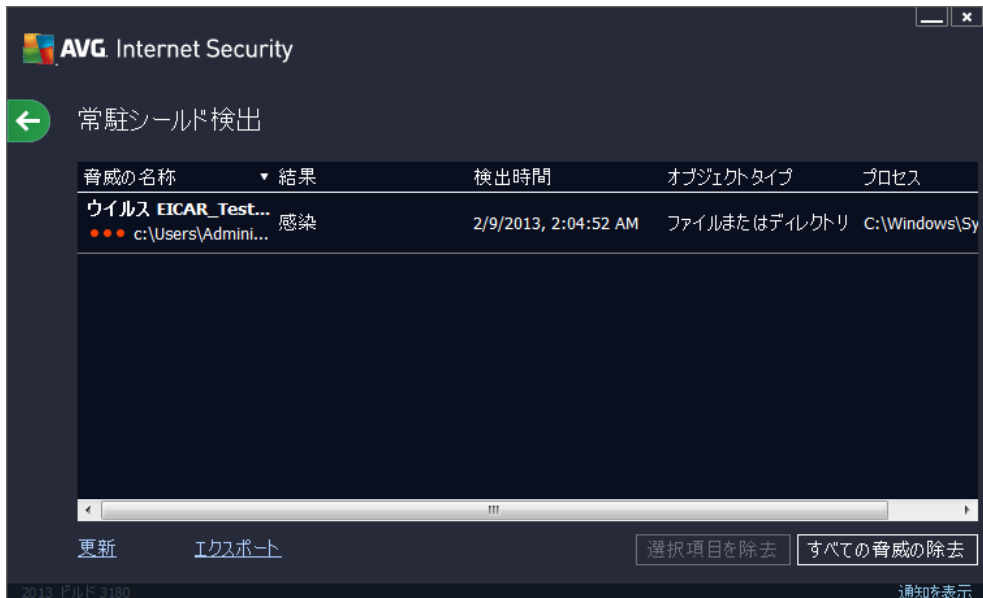 AVG. Internet Security
常駐シールド検出
脅威の名称 ▼ 結果 検出時間 オブジェクトタイプ プロセス
ウイルス EICAR_Test...
c:\Users\Admini... 感染 2/9/2013, 2:04:52 AM ファイルまたはディレクトリ C:\Windows\Sy
更新 エクスポート 選択項目を除去 すべての脅威の除去
2013 ビルド 3180 通知を表示